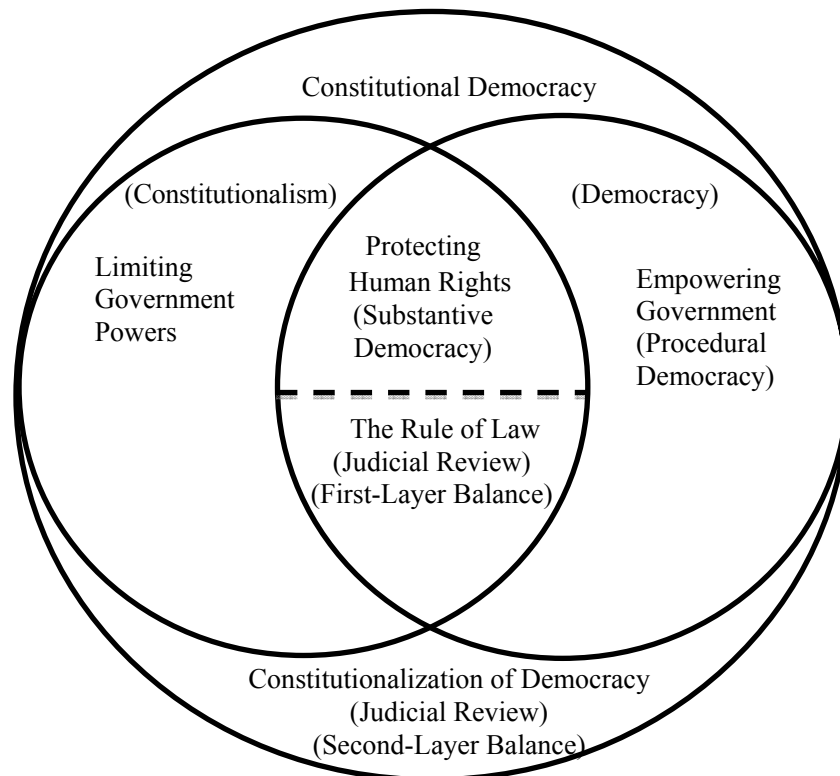 Constitutional Democracy
(Constitutionalism)
(Democracy)
Limiting
Government
Powers
Protecting
Human Rights
(Substantive
Democracy)
Empowering
Government
(Procedural
Democracy)
The Rule of Law
(Judicial Review)
(First-Layer Balance)
Constitutionalization of Democracy
(Judicial Review)
(Second-Layer Balance)